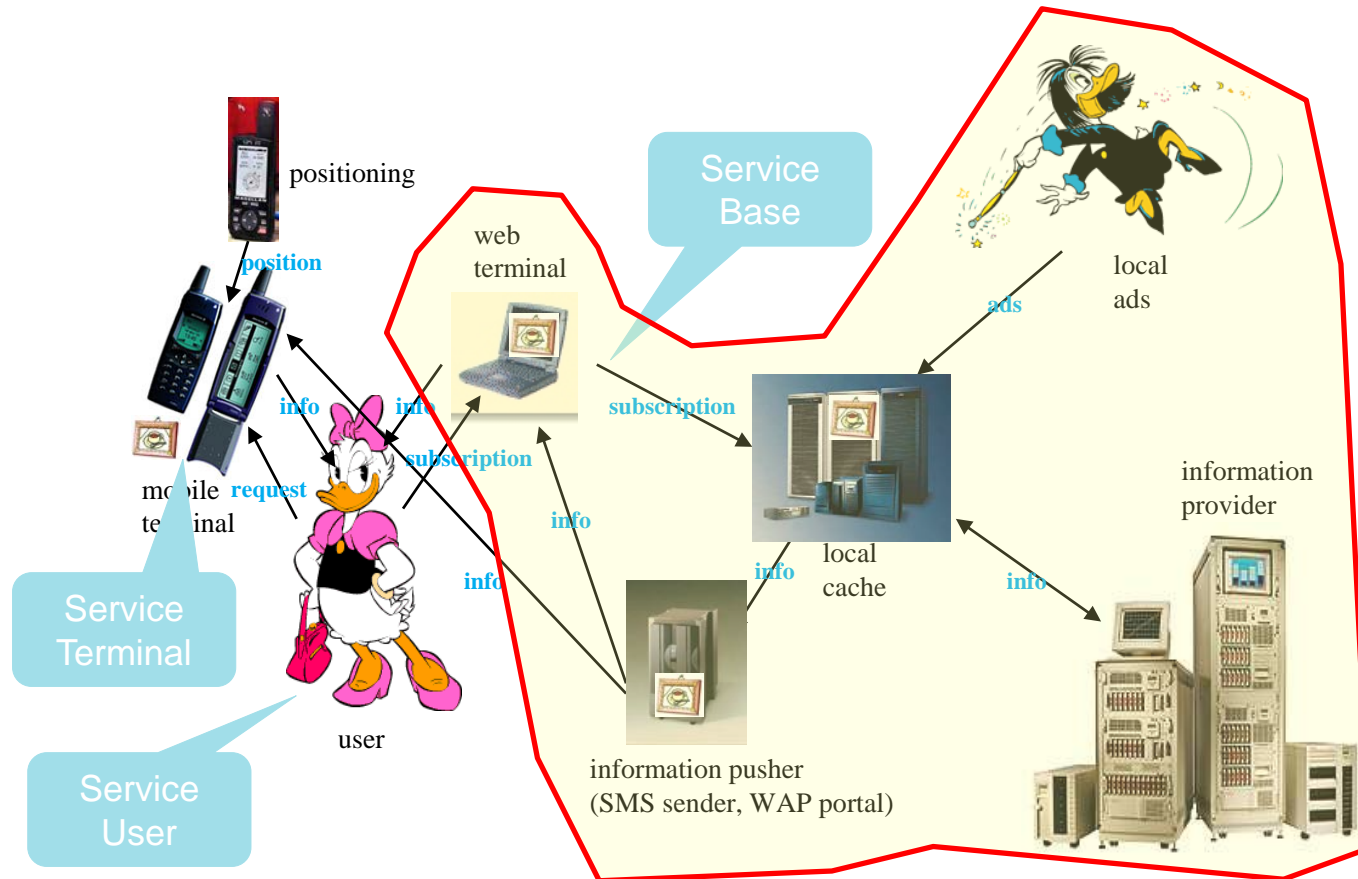 positioning
position
web
terminal
Service
Base
local
ads
ads
info
info
subscription
subscription
mobile
terminal
request
info
info
info
local
cache
information
provider
info
Service
Terminal
user
Service
User
information pusher
(SMS sender, WAP portal)